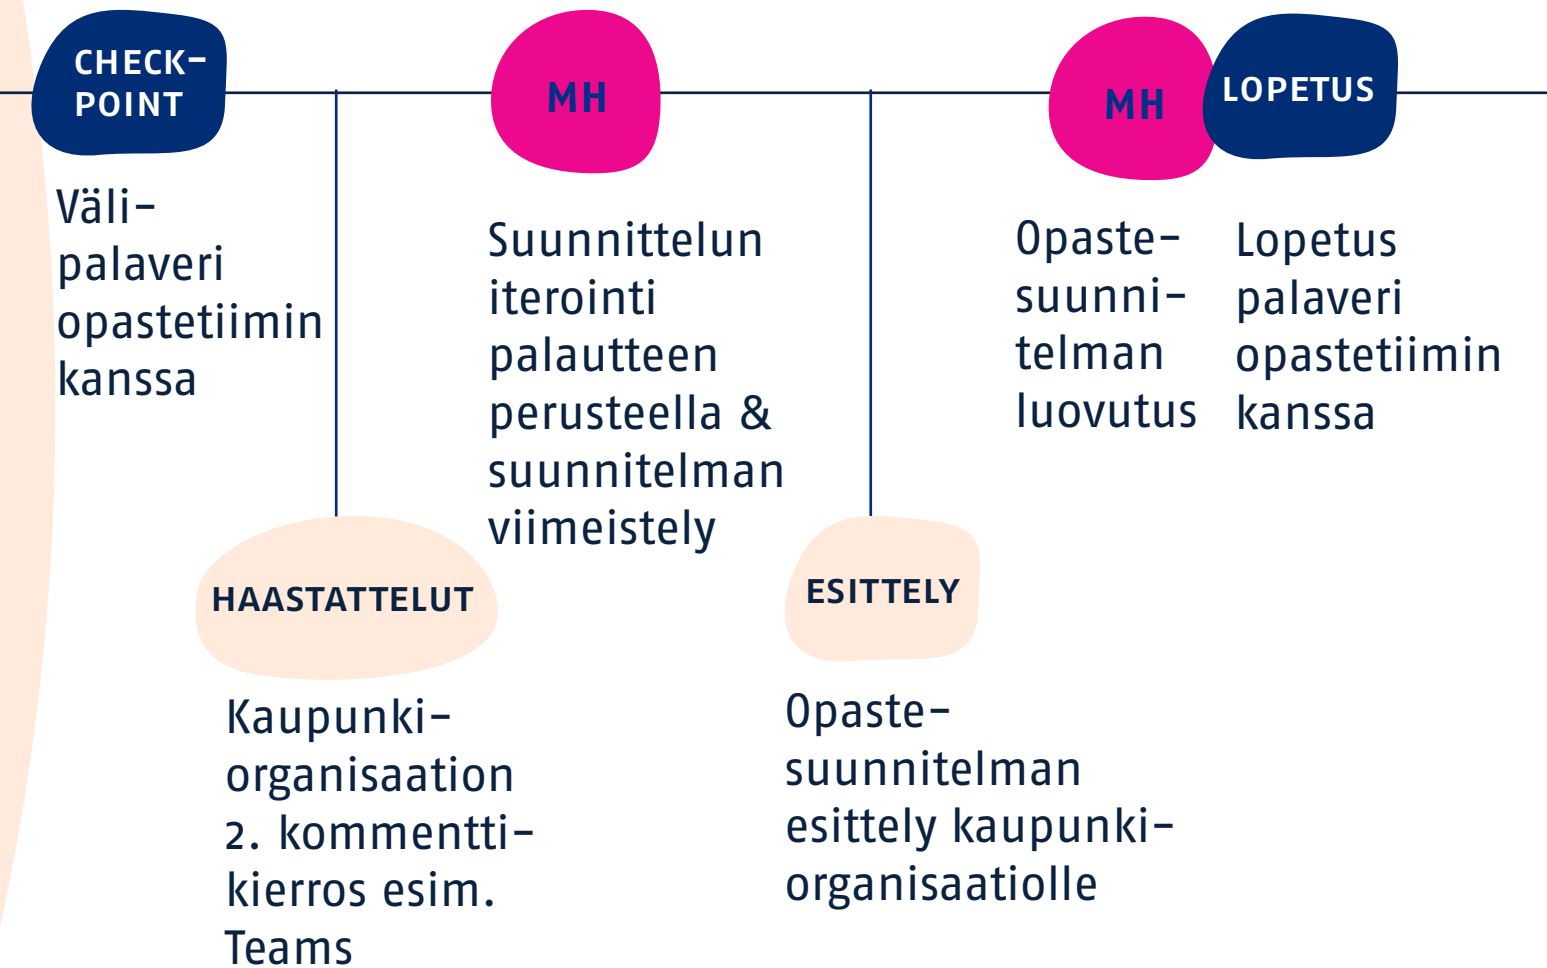 CHECK-
POINT
Väli-
palaveri
opastetiimin
kanssa
HAASTATTELUT
Kaupunki-
organisaation
2. kommentti-
kierros esim.
Teams
MH
Suunnittelun
iterointi
palautteen
perusteella &
suunnitelman
viimeistely
ESITTELY
Opaste-
suunnitelman
esittely kaupunki-
organisaatiolle
MH
Opaste-
suunni-
telman
luovutus
LOPETUS
Lopetus
palaveri
opastetiimin
kanssa